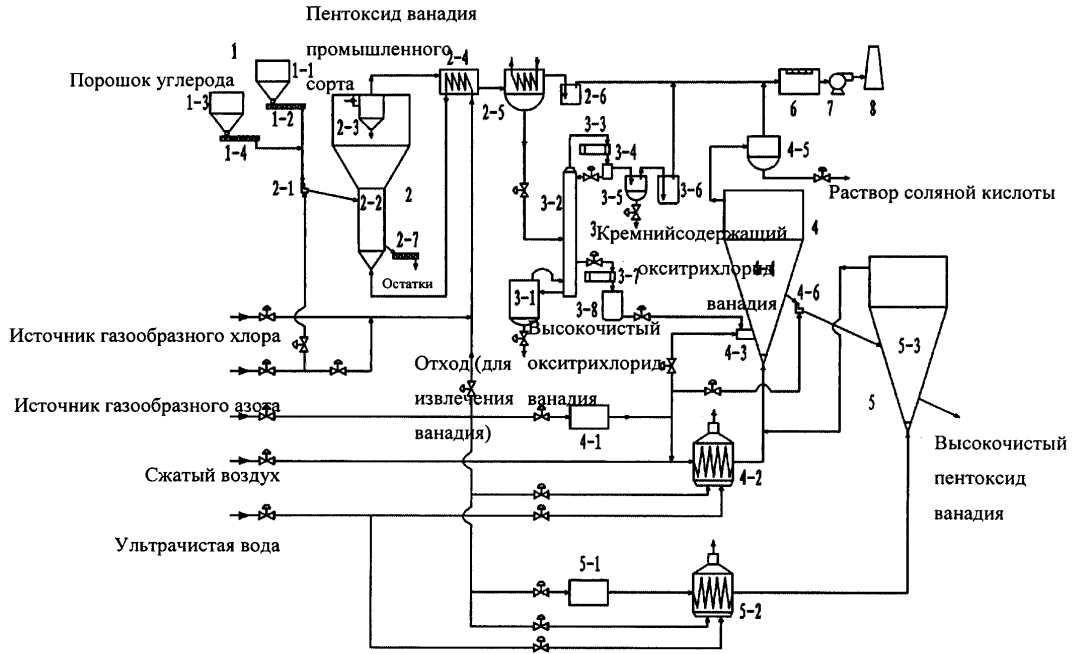 Пентоксид ванадия
промышленного
сорта
1
1-1
Порошок углерода
1-3
1-2
1-4
2-4
2-3
2-5
2-6
6
7
8
3-3
3-4
4-5
2-1
2-2
2
3-2
3-5
3-6
Раствор соляной кислоты
2-7
Остатки
3
4
Кремнийсодержащий
окситрихлорид
ванадия
4-4
3-7
4-6
3-1
3-8
Источник газообразного хлора
Высокочистый
окситрихлорид
ванадия
4-3
5-3
Отход (для
извлечения
ванадия)
Источник газообразного азота
5
4-1
Сжатый воздух
4-2
Высокочистый
пентоксид
ванадия
Ультрачистая вода
5-1
5-2